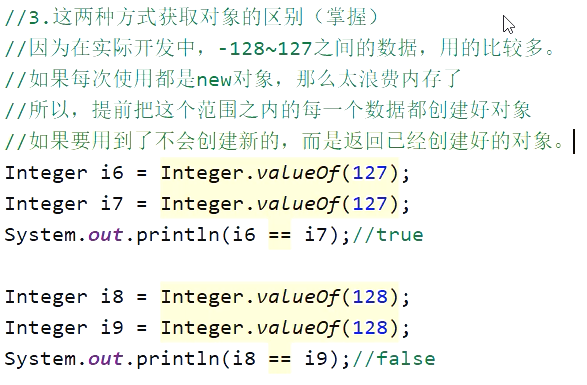 //3.这两种方式获取对象的区别（掌握）
//因为在实际开发中，-128~127之间的数据，用的比较多。
//如果每次使用都是new对象，那么太浪费内存了
//所以，提前把这个范围之内的每一个数据都创建好对象
//如果要用到了不会创建新的，而是返回已经创建好的对象。
Integer i6 = Integer.valueOf(127);
Integer i7 = Integer.valueOf(127);
System.out.println(i6 == i7);//true
Integer i8 = Integer.valueOf(128);
Integer i9 = Integer.valueOf(128);
System.out.println(i8 == i9);//false